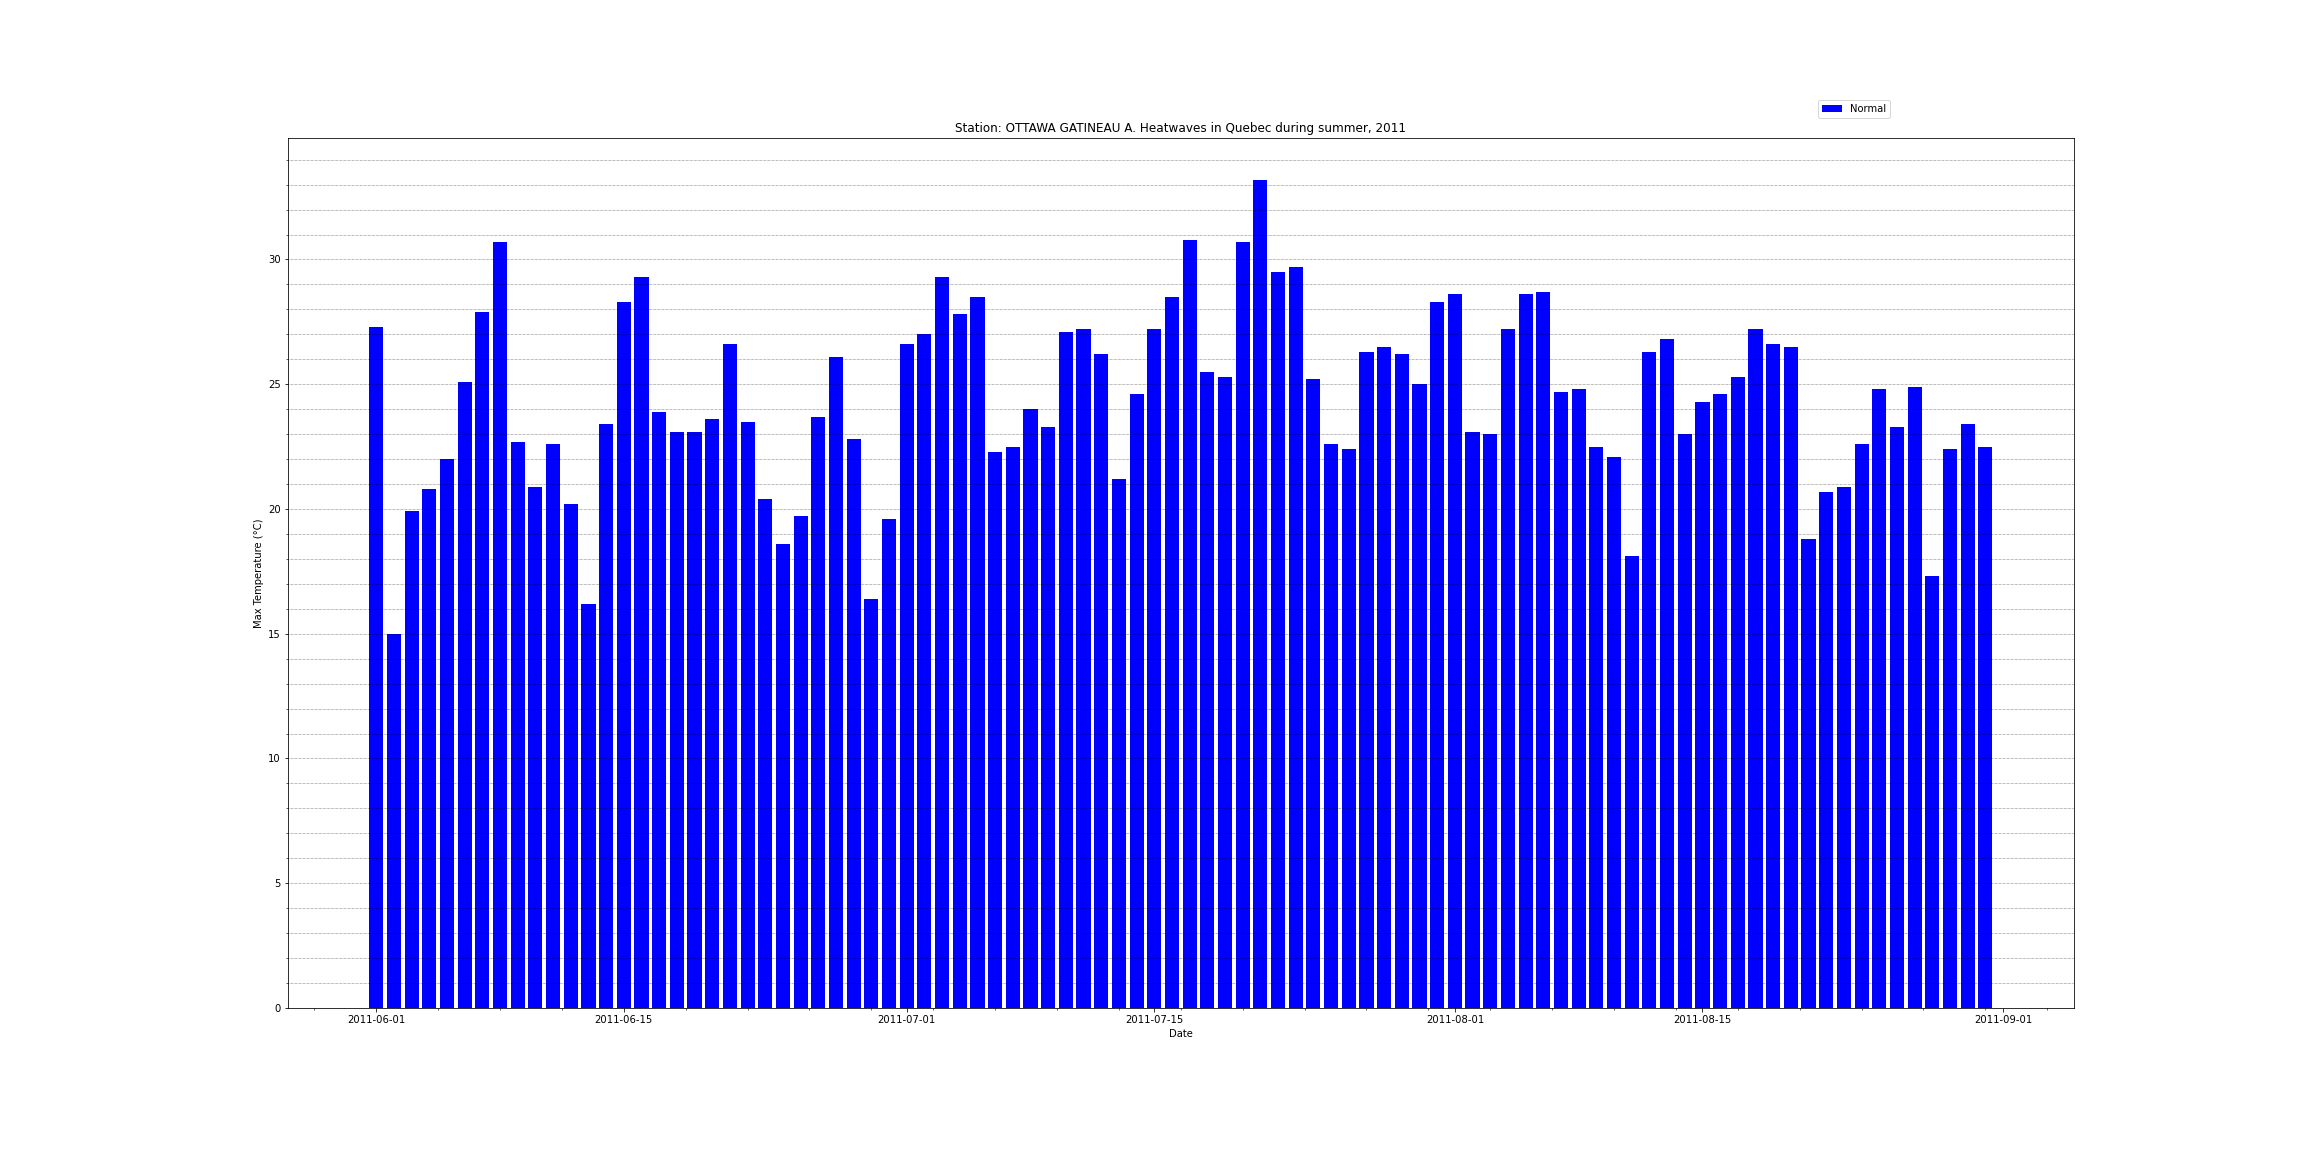 Normal
Station: OTTAWA GATINEAU A. Heatwaves in Quebec during summer, 2011
30
25
20
15
10
5
0
Max Temperature (°C)
2011-06-01 2011-06-15 2011-07-01 2011-07-15 2011-08-01 2011-08-15 2011-09-01
Date